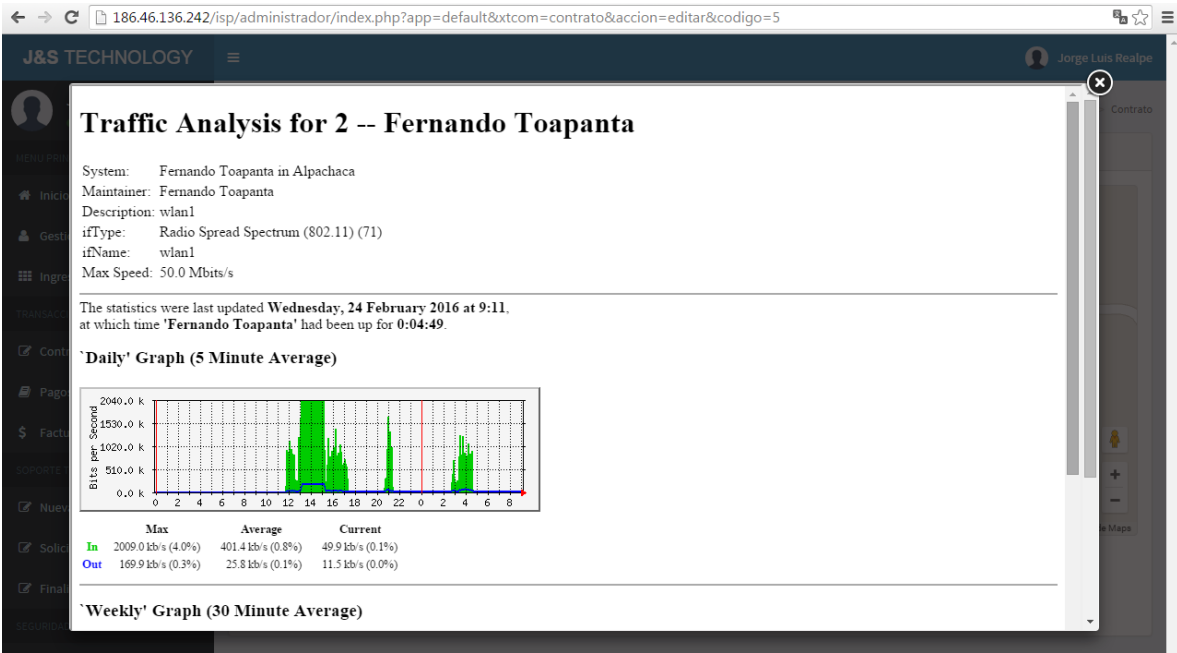 186.46.136.242/isp/administrador/index.php?app=default&xtcom=contrato&accion=editar&codigo=5
J&S TECHNOLOGY
Jorge Luis Realpe
Contrato
Traffic Analysis for 2 -- Fernando Toapanta
System: Fernando Toapanta in Alpachaca
Maintainer: Fernando Toapanta
Description: wlan1
ifType: Radio Spread Spectrum (802.11) (71)
ifName: wlan1
Max Speed: 50.0 Mbits/s
The statistics were last updated Wednesday, 24 February 2016 at 9:11,
at which time 'Fernando Toapanta' had been up for 0:04:49.
`Daily' Graph (5 Minute Average)
Bits per Second
2040.0 k
1530.0 k
1020.0 k
510.0 k
0.0 k
0 2 4 6 8 10 12 14 16 18 20 22 0 2 4 6 8
Max Average Current
In 2009.0 kb/s (4.0%) 401.4 kb/s (0.8%) 49.9 kb/s (0.1%)
Out 169.9 kb/s (0.3%) 25.8 kb/s (0.1%) 11.5 kb/s (0.0%)
`Weekly' Graph (30 Minute Average)
MENU PRIN
Inicio
Gesti
Ingre
TRANSACCI
Contr
Pagos
Factu
SOPORTE T
Nuev
Solici
Finali
SEGURIDAD
Maps